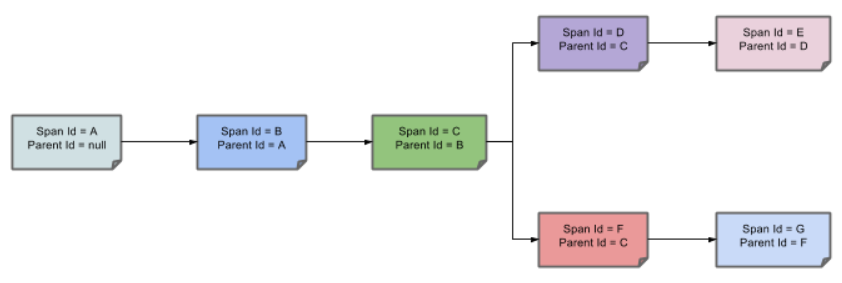 Span Id = A
Parent Id = null
Span Id = B
Parent Id = A
Span Id = C
Parent Id = B
Span Id = D
Parent Id = C
Span Id = E
Parent Id = D
Span Id = F
Parent Id = C
Span Id = G
Parent Id = F